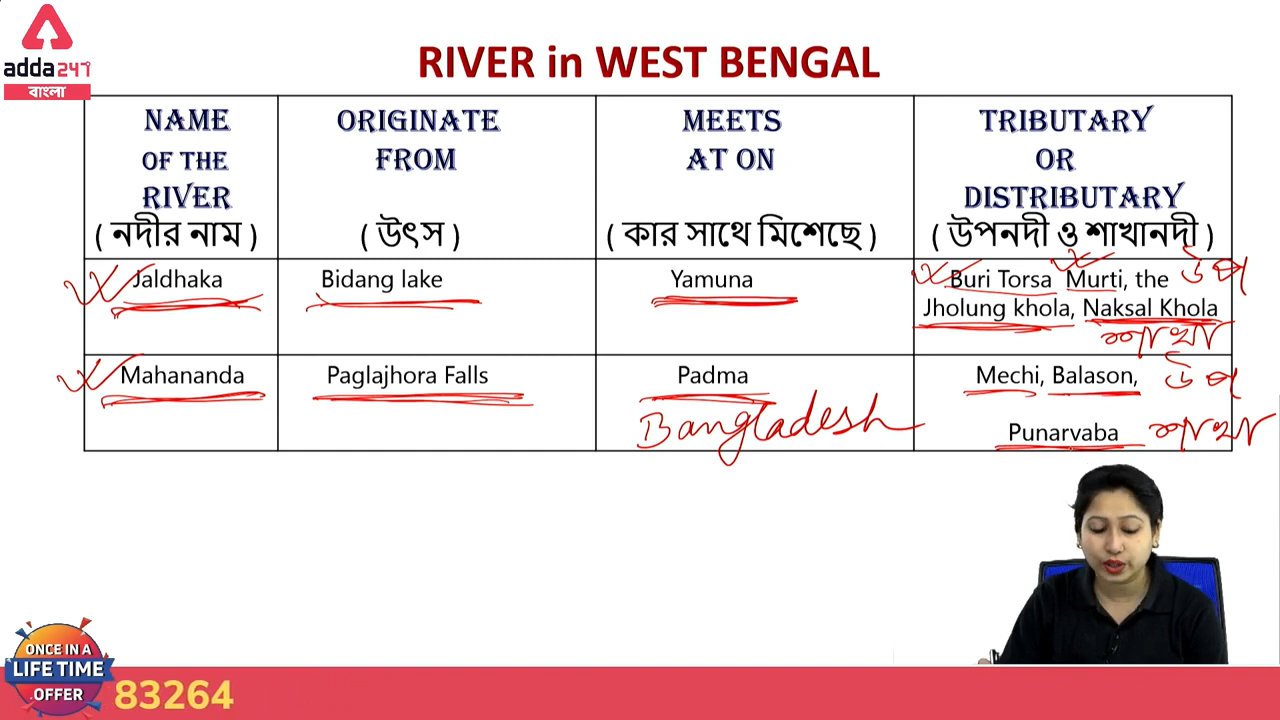 adda247
বাংলা
RIVER in WEST BENGAL
NAME
OF THE
RIVER
( নদীর নাম )
ORIGINATE
FROM
( উৎস )
MEETS
AT ON
( কার সাথে মিশেছে )
TRIBUTARY
OR
DISTRIBUTARY
( উপনদী ও শাখানদী )
Jaldhaka
Bidang lake
Yamuna
Buri Torsa Murti, the উপ
Jholung khola, Naksal Khola
শাখা
Mahananda
Paglajhora Falls
Padma
Bangladesh
Mechi, Balason, উপ
Punarvaba শাখা
ONCE IN A
LIFE TIME
OFFER
83264